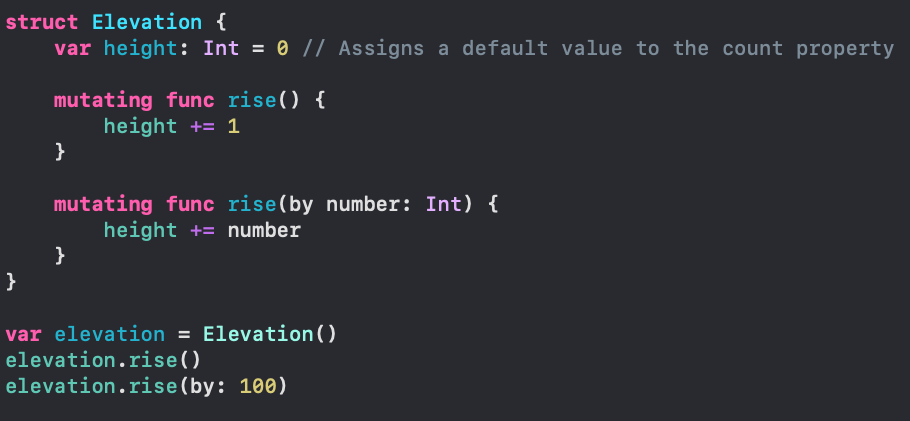 struct Elevation {
    var height: Int = 0 // Assigns a default value to the count property
    mutating func rise() {
        height += 1
    }
    mutating func rise(by number: Int) {
        height += number
    }
}
var elevation = Elevation()
elevation.rise()
elevation.rise(by: 100)